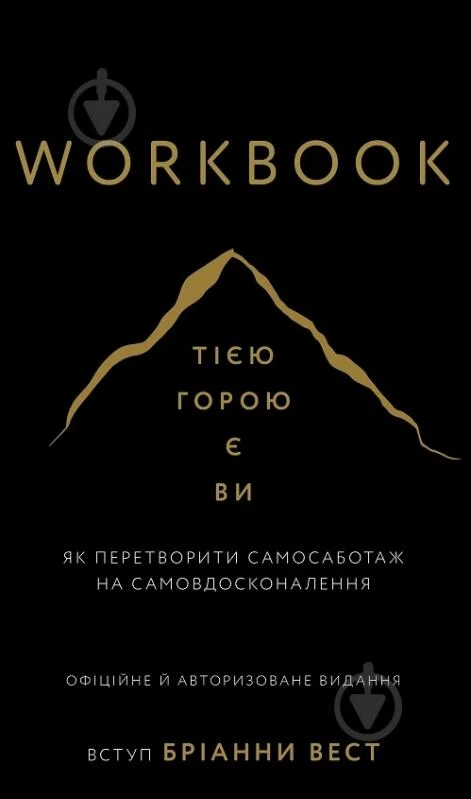 WORKBOOK
ТІЄЮ
ГОРОЮ
Є
ВИ
ЯК ПЕРЕТВОРИТИ САМОСАБОТАЖ
НА САМОВДОСКОНАЛЕННЯ
ОФІЦІЙНЕ Й АВТОРИЗОВАНЕ ВИДАННЯ
ВСТУП БРІАННИ ВЕСТ